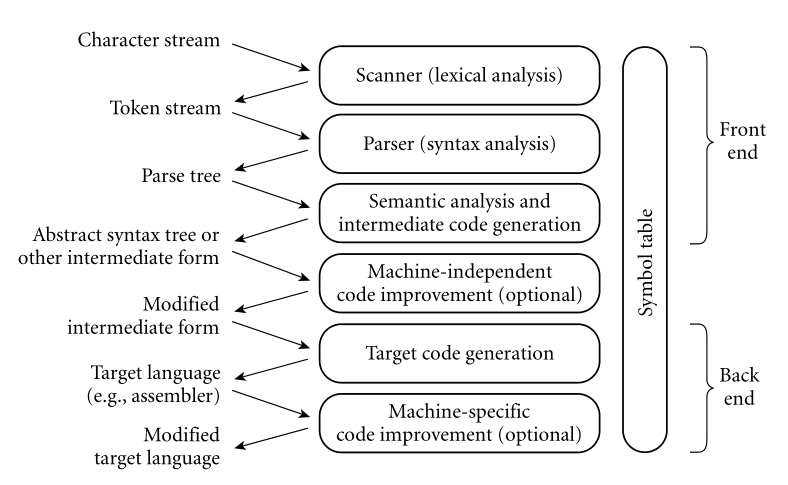 Character stream
Scanner (lexical analysis)
Token stream
Parser (syntax analysis)
Parse tree
Semantic analysis and
intermediate code generation
Abstract syntax tree or
other intermediate form
Machine-independent
code improvement (optional)
Modified
intermediate form
Target code generation
Target language
(e.g., assembler)
Machine-specific
code improvement (optional)
Modified
target language
Symbol table
Front
end
Back
end